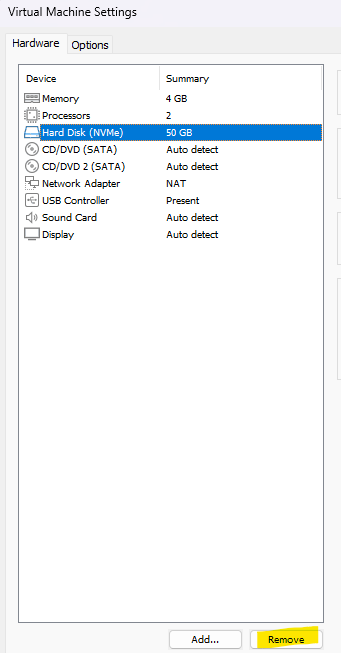 Virtual Machine Settings
Hardware Options
Device Summary
Memory 4 GB
Processors 2
Hard Disk (NVMe) 50 GB
CD/DVD (SATA) Auto detect
CD/DVD 2 (SATA) Auto detect
Network Adapter NAT
USB Controller Present
Sound Card Auto detect
Display Auto detect
Add... Remove